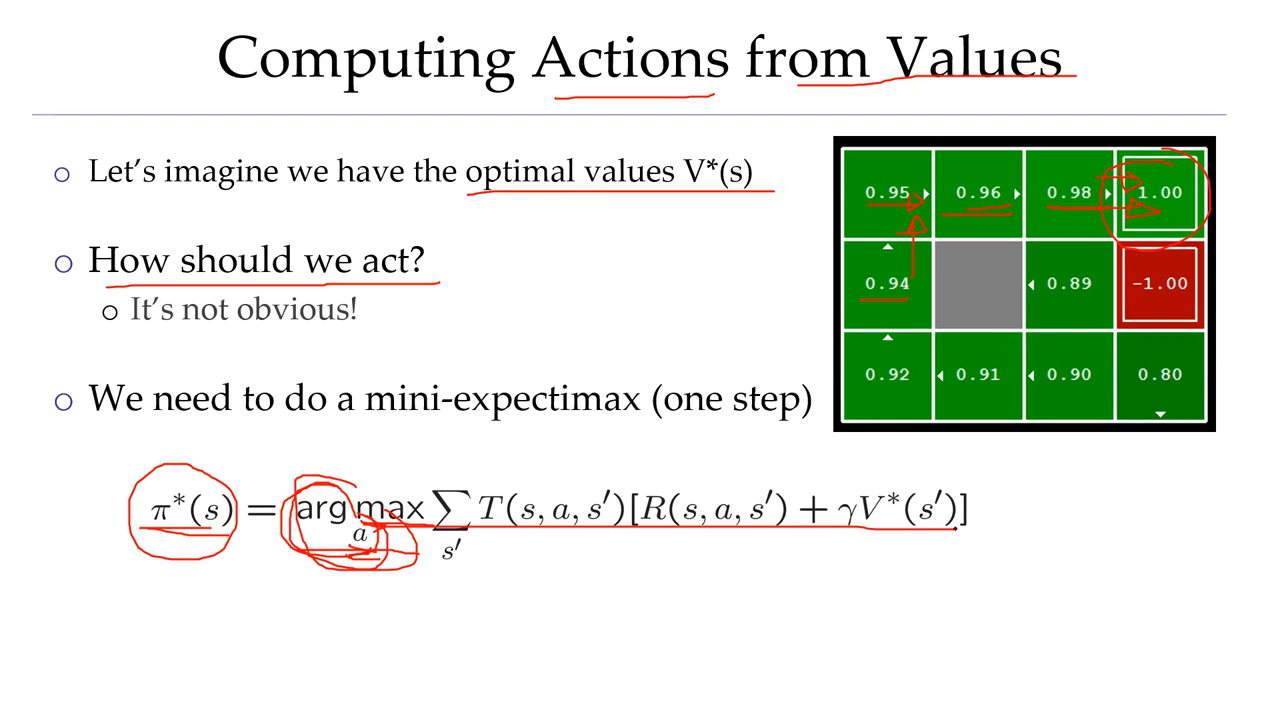 Computing Actions from Values
Let's imagine we have the optimal values V*(s)
How should we act?
It's not obvious!
We need to do a mini-expectimax (one step)
π*(s) = arg max_a ∑_{s′} T(s, a, s′)[R(s, a, s′) + γV*(s′)]
0.95 0.96 0.98 1.00
0.94 0.89 -1.00
0.92 0.91 0.90 0.80